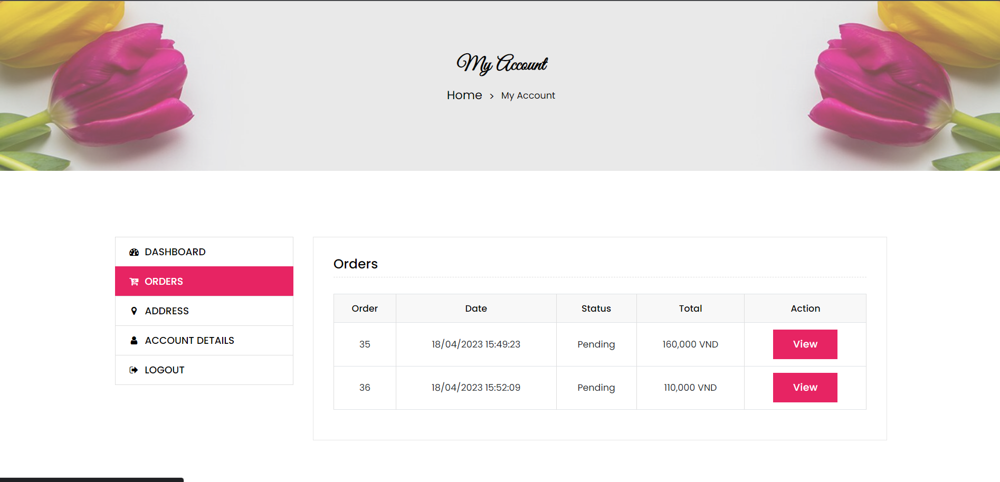 My Account
Home > My Account
DASHBOARD
ORDERS
ADDRESS
ACCOUNT DETAILS
LOGOUT
Orders
Order Date Status Total Action
35 18/04/2023 15:49:23 Pending 160,000 VND View
36 18/04/2023 15:52:09 Pending 110,000 VND View